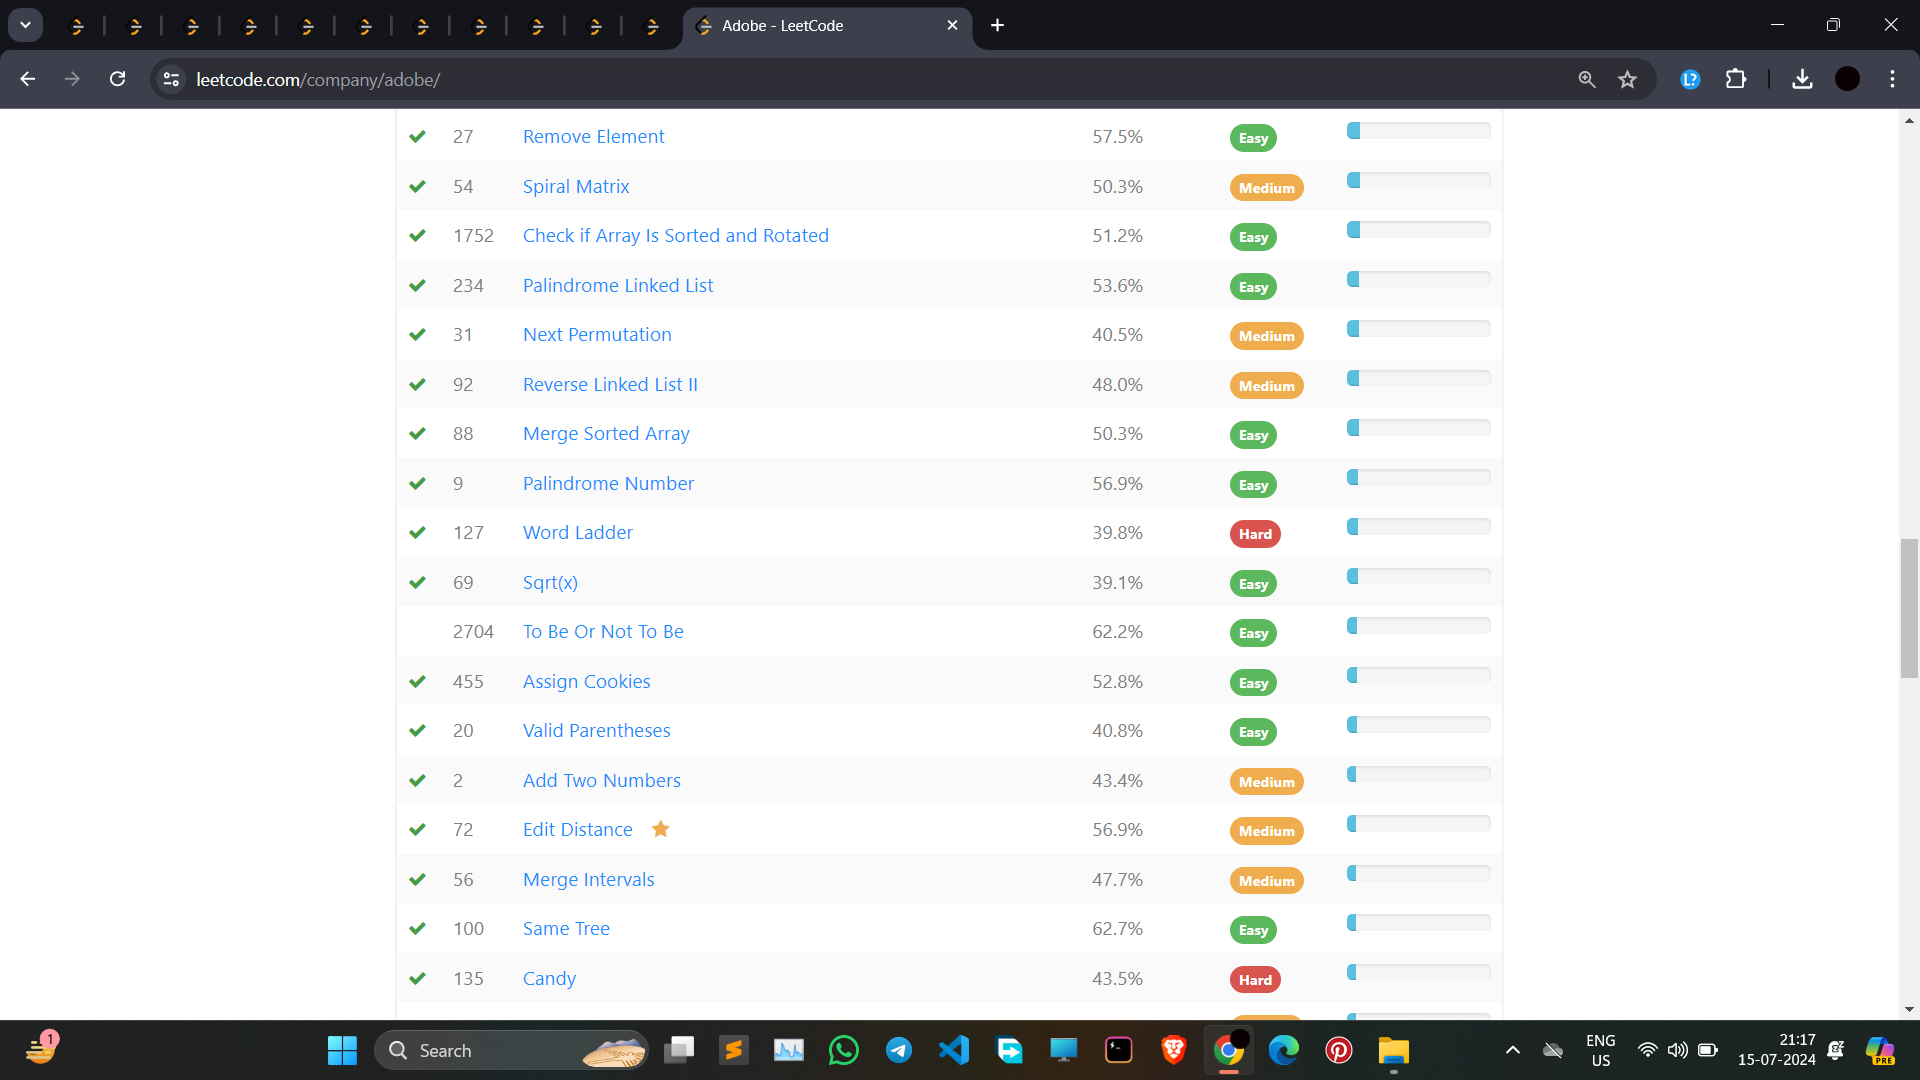 Adobe - LeetCode
leetcode.com/company/adobe/
L?
27 Remove Element 57.5% Easy
54 Spiral Matrix 50.3% Medium
1752 Check if Array Is Sorted and Rotated 51.2% Easy
234 Palindrome Linked List 53.6% Easy
31 Next Permutation 40.5% Medium
92 Reverse Linked List II 48.0% Medium
88 Merge Sorted Array 50.3% Easy
9 Palindrome Number 56.9% Easy
127 Word Ladder 39.8% Hard
69 Sqrt(x) 39.1% Easy
2704 To Be Or Not To Be 62.2% Easy
455 Assign Cookies 52.8% Easy
20 Valid Parentheses 40.8% Easy
2 Add Two Numbers 43.4% Medium
72 Edit Distance 56.9% Medium
56 Merge Intervals 47.7% Medium
100 Same Tree 62.7% Easy
135 Candy 43.5% Hard
1
Search
ENG
US
21:17
15-07-2024
PRE